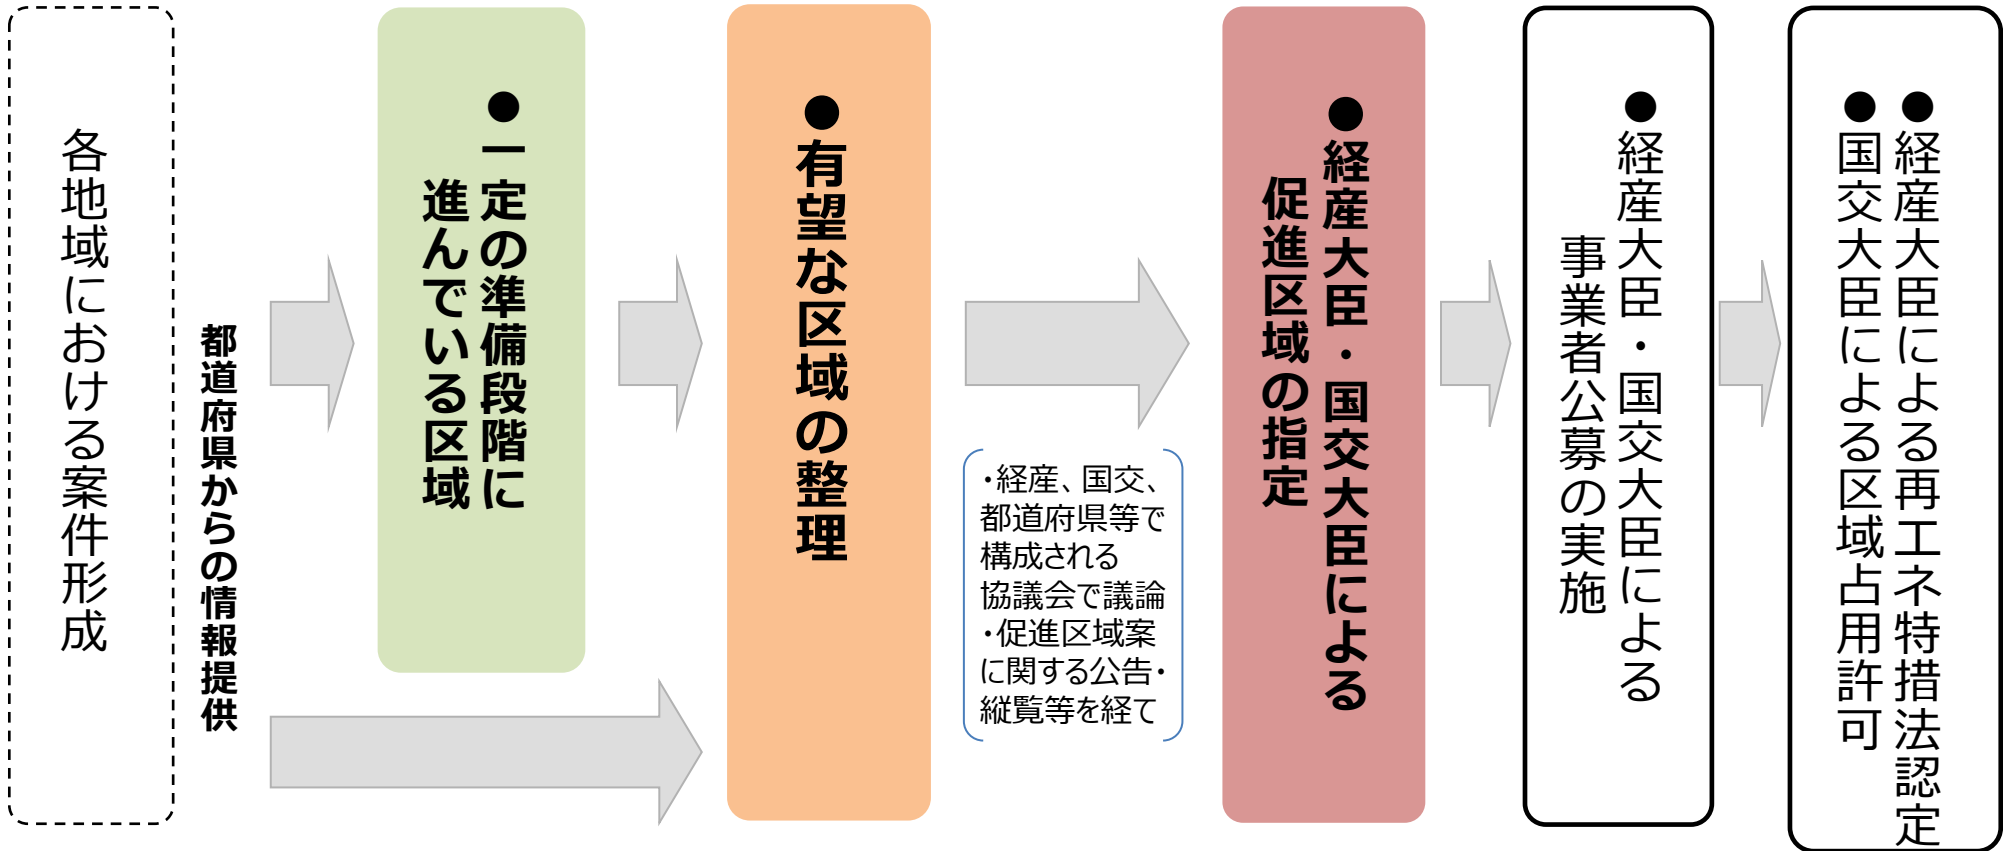 各地域における案件形成
都道府県からの情報提供
●一定の準備段階に
進んでいる区域
●有望な区域の整理
・経産、国交、
都道府県等で
構成される
協議会で議論
・促進区域案
に関する公告・
縦覧等を経て
●経産大臣・国交大臣による
促進区域の指定
●経産大臣・国交大臣による
事業者公募の実施
●経産大臣による再エネ特措法認定
●国交大臣による区域占用許可